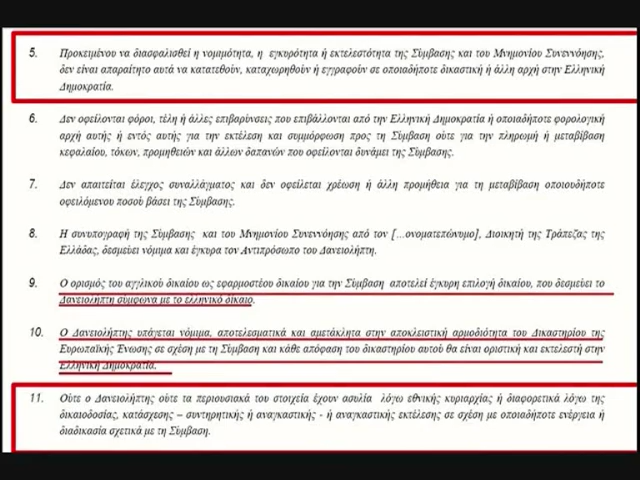 5. Προκειμένου να διασφαλισθεί η νομιμότητα, η εγκυρότητα ή εκτελεστότητα της Σύμβασης και του Μνημονίου Συνεννόησης,
δεν είναι απαραίτητο αυτά να κατατεθούν, καταχωρηθούν ή εγγραφούν σε οποιαδήποτε δικαστική ή άλλη αρχή στην Ελληνική
Δημοκρατία.
6. Δεν οφείλονται φόροι, τέλη ή άλλες επιβαρύνσεις που επιβάλλονται από την Ελληνική Δημοκρατία ή οποιαδήποτε φορολογική
αρχή αυτής ή εντός αυτής για την εκτέλεση και συμμόρφωση προς τη Σύμβαση ούτε για την πληρωμή ή μεταβίβαση
κεφαλαίου, τόκων, προμηθειών και άλλων δαπανών που οφείλονται δυνάμει της Σύμβασης.
7. Δεν απαιτείται έλεγχος συναλλάγματος και δεν οφείλεται χρέωση ή άλλη προμήθεια για τη μεταβίβαση οποιουδήποτε
οφειλόμενου ποσού βάσει της Σύμβασης.
8. Η συνυπογραφή της Σύμβασης και του Μνημονίου Συνεννόησης από τον [...ονοματεπώνυμο], Διοικητή της Τράπεζας της
Ελλάδας, δεσμεύει νόμιμα και έγκυρα τον Αντιπρόσωπο του Δανειολήπτη.
9. Ο ορισμός του αγγλικού δικαίου ως εφαρμοστέου δικαίου για την Σύμβαση αποτελεί έγκυρη επιλογή δικαίου, που δεσμεύει το
Δανειολήπτη σύμφωνα με το ελληνικό δίκαιο.
10. Ο Δανειολήπτης υπάγεται νόμιμα, αποτελεσματικά και αμετάκλητα στην αποκλειστική αρμοδιότητα του Δικαστηρίου της
Ευρωπαϊκής Ένωσης σε σχέση με τη Σύμβαση και κάθε απόφαση του δικαστηρίου αυτού θα είναι οριστική και εκτελεστή στην
Ελληνική Δημοκρατία.
11. Ούτε ο Δανειολήπτης ούτε τα περιουσιακά του στοιχεία έχουν ασυλία λόγω εθνικής κυριαρχίας ή διαφορετικά λόγω της
δικαιοδοσίας, κατάσχεσης – συντηρητικής ή αναγκαστικής - ή αναγκαστικής εκτέλεσης σε σχέση με οποιαδήποτε ενέργεια ή
διαδικασία σχετικά με τη Σύμβαση.